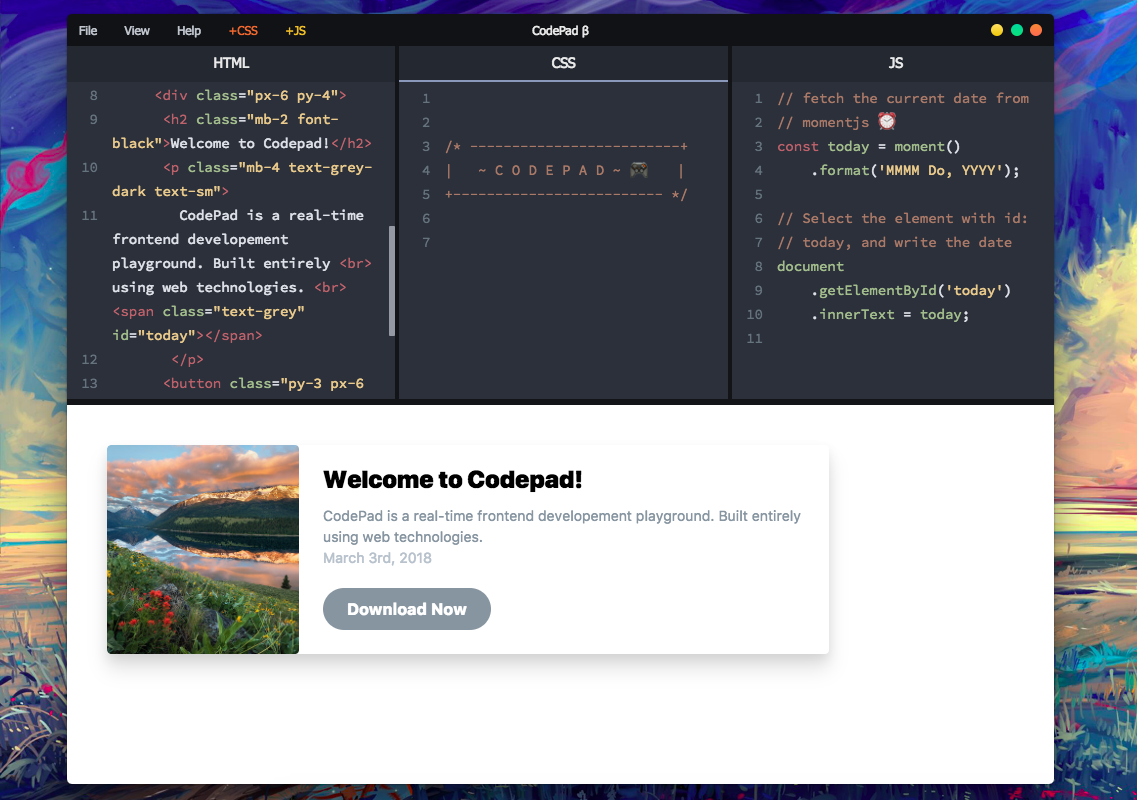 File View Help +CSS +JS CodePad β
HTML CSS JS
8 <div class="px-6 py-4">
9 <h2 class="mb-2 font-
black">Welcome to Codepad!</h2>
10 <p class="mb-4 text-grey-
dark text-sm">
11 CodePad is a real-time
frontend developement
playground. Built entirely <br>
using web technologies. <br>
<span class="text-grey"
id="today"></span>
12 </p>
13 <button class="py-3 px-6
1
2
3 /* -------------------------+
4 | ~ C O D E P A D ~ 🎮 |
5 +------------------------- */
6
7
1 // fetch the current date from
2 // momentjs ⏰
3 const today = moment()
4 .format('MMMM Do, YYYY');
5
6 // Select the element with id:
7 // today, and write the date
8 document
9 .getElementById('today')
10 .innerText = today;
11
Welcome to Codepad!
CodePad is a real-time frontend developement playground. Built entirely
using web technologies.
March 3rd, 2018
Download Now